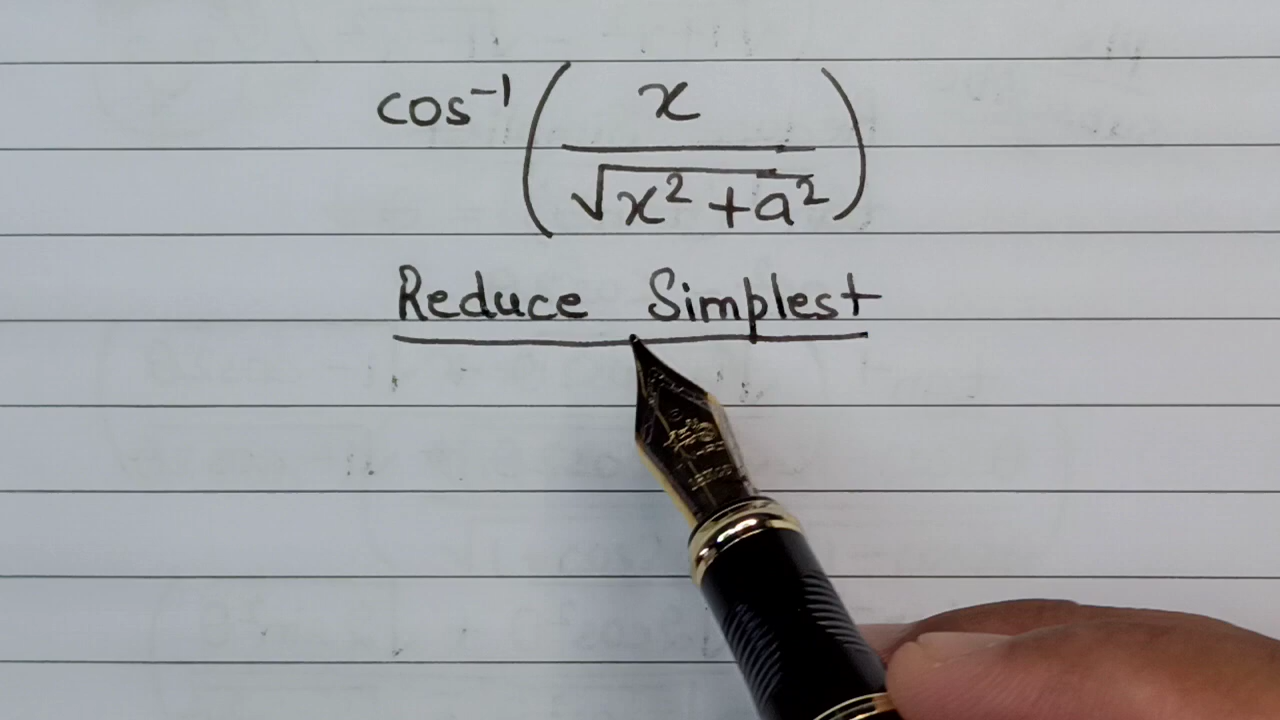 cos⁻¹ (x / √(x² + a²))
Reduce Simplest